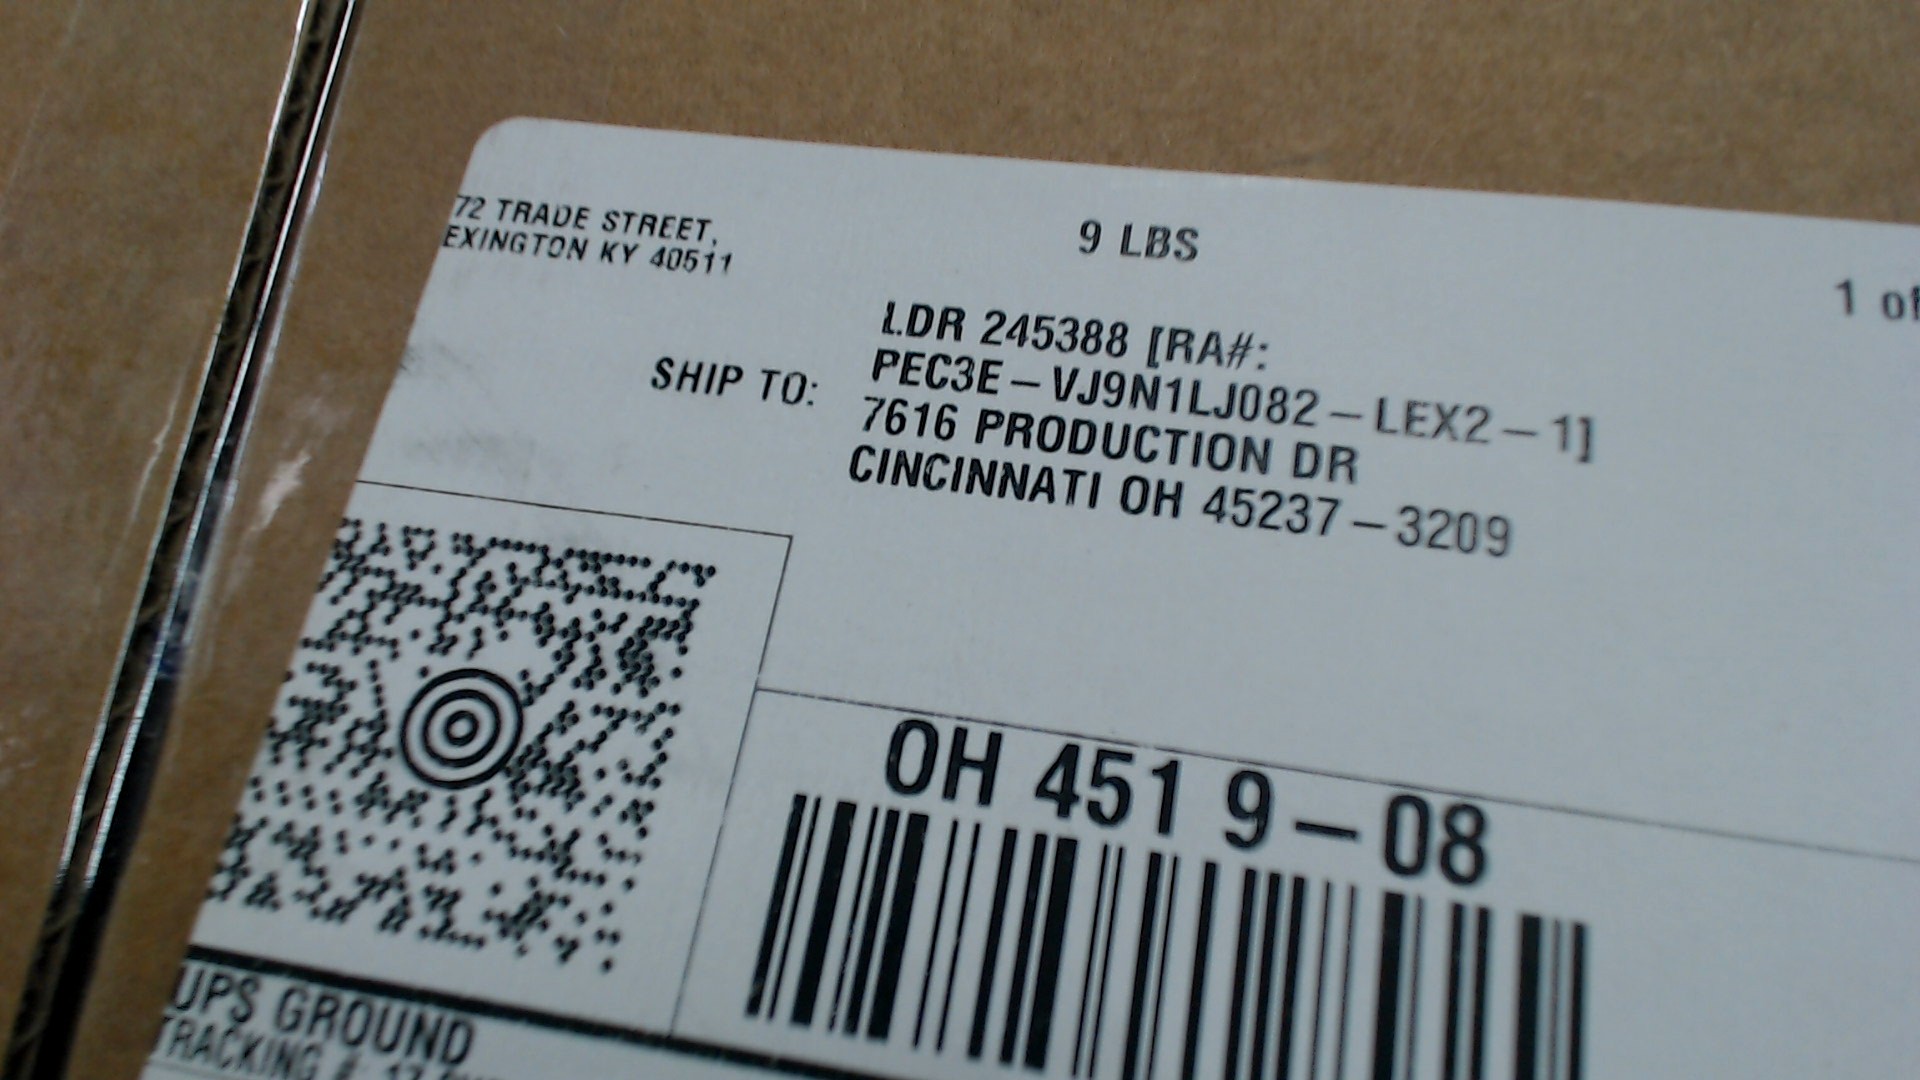 72 TRADE STREET,
EXINGTON KY 40511
9 LBS
1 of
SHIP TO:
LDR 245388 [RA#:
PEC3E–VJ9N1LJ082–LEX2–1]
7616 PRODUCTION DR
CINCINNATI OH 45237–3209
OH 451 9–08
UPS GROUND
TRACKING #: